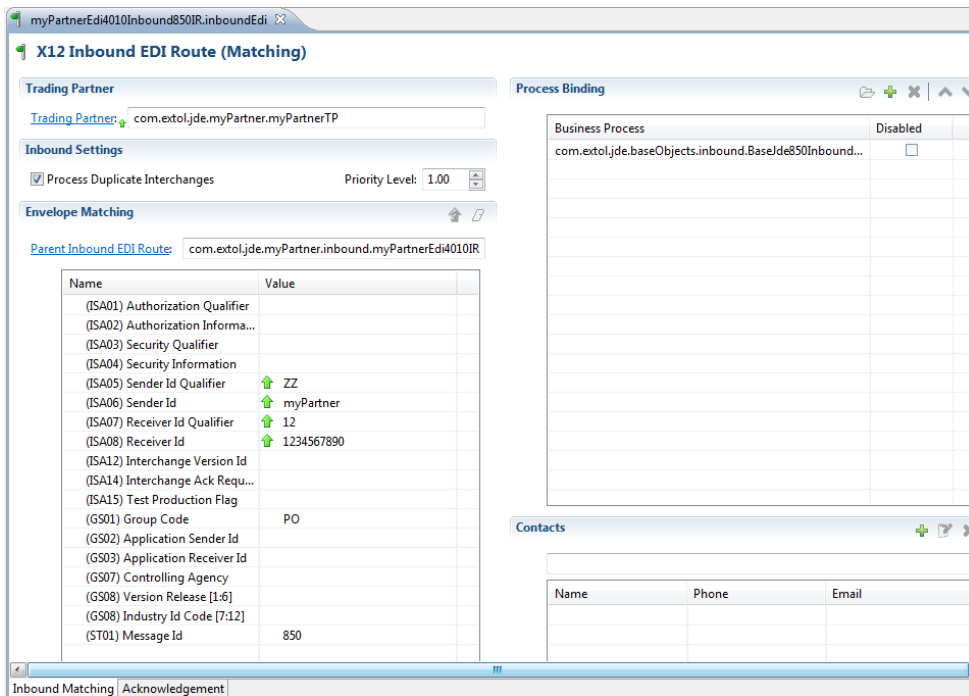 myPartnerEdi4010Inbound850IR.inboundEdi
X12 Inbound EDI Route (Matching)
Trading Partner
Trading Partner: com.extol.jde.myPartner.myPartnerTP
Inbound Settings
Process Duplicate Interchanges Priority Level: 1.00
Envelope Matching
Parent Inbound EDI Route: com.extol.jde.myPartner.inbound.myPartnerEdi4010IR
Name Value
(ISA01) Authorization Qualifier
(ISA02) Authorization Informa...
(ISA03) Security Qualifier
(ISA04) Security Information
(ISA05) Sender Id Qualifier ZZ
(ISA06) Sender Id myPartner
(ISA07) Receiver Id Qualifier 12
(ISA08) Receiver Id 1234567890
(ISA12) Interchange Version Id
(ISA14) Interchange Ack Requ...
(ISA15) Test Production Flag
(GS01) Group Code PO
(GS02) Application Sender Id
(GS03) Application Receiver Id
(GS07) Controlling Agency
(GS08) Version Release [1:6]
(GS08) Industry Id Code [7:12]
(ST01) Message Id 850
Process Binding
Business Process Disabled
com.extol.jde.baseObjects.inbound.BaseJde850Inbound...
Contacts
Name Phone Email
Inbound Matching Acknowledgement